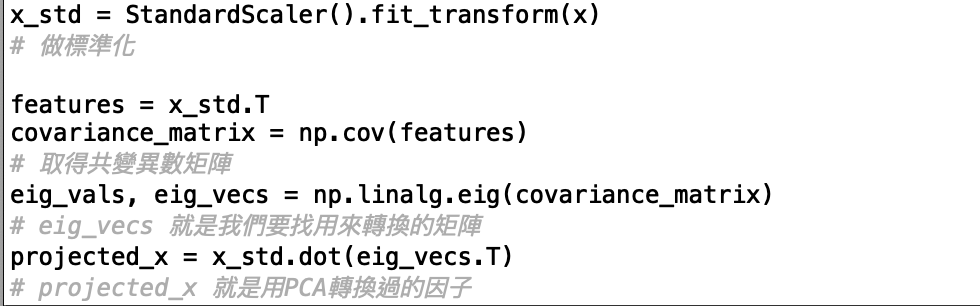 x_std = StandardScaler().fit_transform(x)
# 做標準化
features = x_std.T
covariance_matrix = np.cov(features)
# 取得共變異數矩陣
eig_vals, eig_vecs = np.linalg.eig(covariance_matrix)
# eig_vecs 就是我們要找用來轉換的矩陣
projected_x = x_std.dot(eig_vecs.T)
# projected_x 就是用PCA轉換過的因子